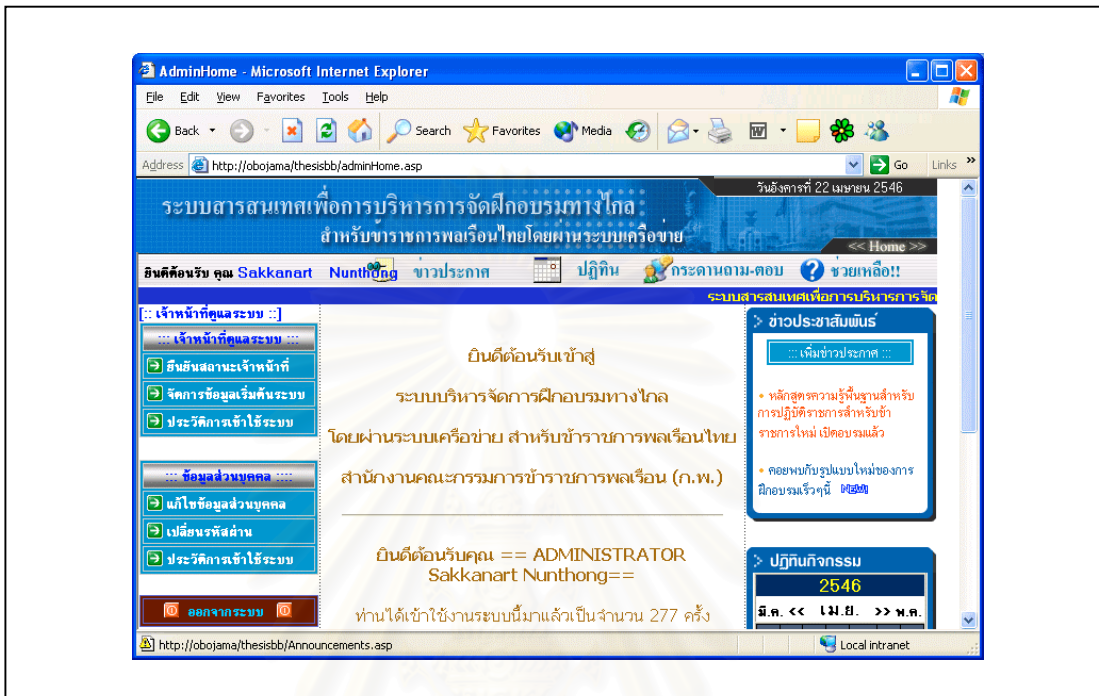 AdminHome - Microsoft Internet Explorer
File Edit View Favorites Tools Help
Back Search Favorites Media
Address http://obojama/thesisbb/adminHome.asp Go Links »
วันอังคารที่ 22 เมษายน 2546
ระบบสารสนเทศเพื่อการบริหารการจัดฝึกอบรมทางไกล
สำหรับข้าราชการพลเรือนไทยโดยผ่านระบบเครือข่าย
<< Home >>
ยินดีต้อนรับ คุณ Sakkanart Nunthong ข่าวประกาศ ปฏิทิน กระดานถาม-ตอบ ช่วยเหลือ!!
ระบบสารสนเทศเพื่อการบริหารการจัด
[:: เจ้าหน้าที่ดูแลระบบ ::]
::: เจ้าหน้าที่ดูแลระบบ :::
ยืนยันสถานะเจ้าหน้าที่
จัดการข้อมูลเริ่มต้นระบบ
ประวัติการเข้าใช้ระบบ
::: ข้อมูลส่วนบุคคล ::::
แก้ไขข้อมูลส่วนบุคคล
เปลี่ยนรหัสผ่าน
ประวัติการเข้าใช้ระบบ
ออกจากระบบ
ยินดีต้อนรับเข้าสู่
ระบบบริหารจัดการฝึกอบรมทางไกล
โดยผ่านระบบเครือข่าย สำหรับข้าราชการพลเรือนไทย
สำนักงานคณะกรรมการข้าราชการพลเรือน (ก.พ.)
ยินดีต้อนรับคุณ == ADMINISTRATOR
Sakkanart Nunthong==
ท่านได้เข้าใช้งานระบบนี้มาแล้วเป็นจำนวน 277 ครั้ง
ข่าวประชาสัมพันธ์
::: เพิ่มข่าวประกาศ :::
• หลักสูตรความรู้พื้นฐานสำหรับ
การปฏิบัติราชการสำหรับข้า
ราชการใหม่ เปิดอบรมแล้ว
• คอยพบกับรูปแบบใหม่ของการ
ฝึกอบรมเร็วๆนี้ NEW
ปฏิทินกิจกรรม
2546
มี.ค. << เม.ย. >> พ.ค.
http://obojama/thesisbb/Announcements.asp Local intranet